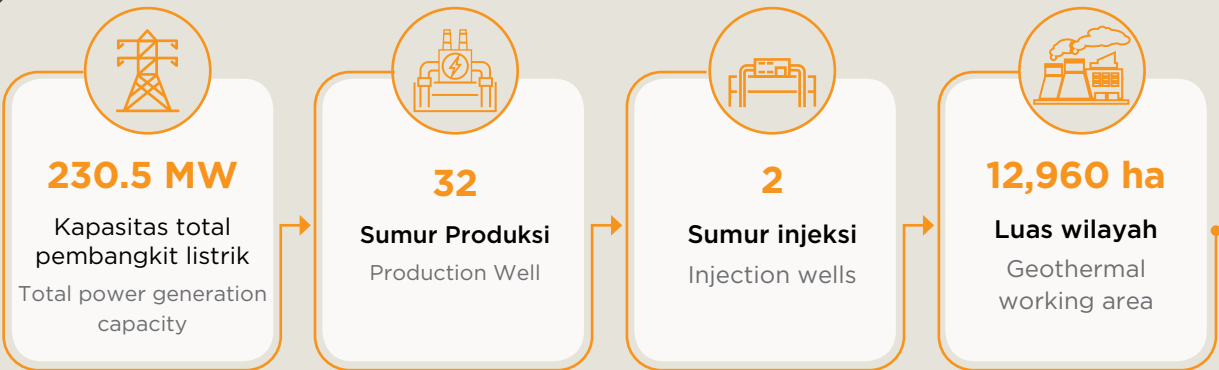 230.5 MW
Kapasitas total
pembangkit listrik
Total power generation
capacity
32
Sumur Produksi
Production Well
2
Sumur injeksi
Injection wells
12,960 ha
Luas wilayah
Geothermal
working area